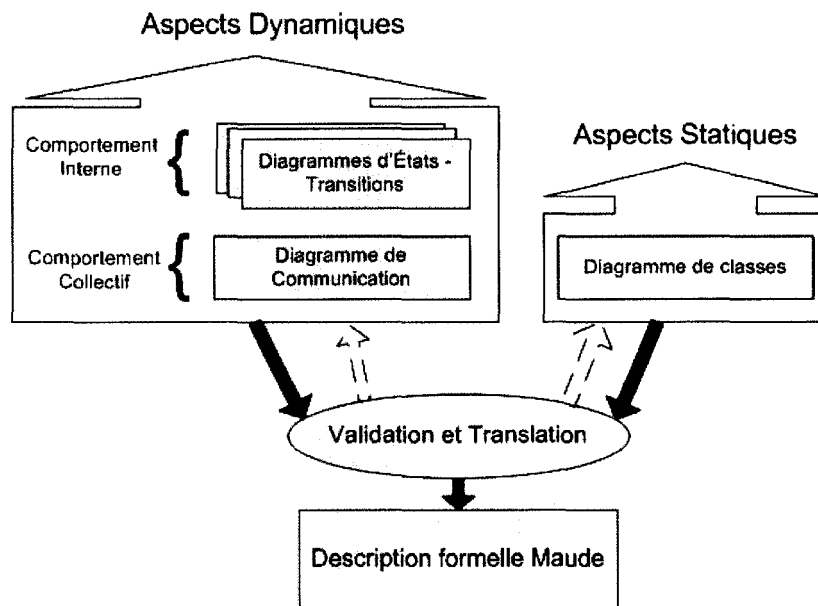 Aspects Dynamiques
Comportement
Interne
Diagrammes d'États -
Transitions
Comportement
Collectif
Diagramme de
Communication
Aspects Statiques
Diagramme de classes
Validation et Translation
Description formelle Maude